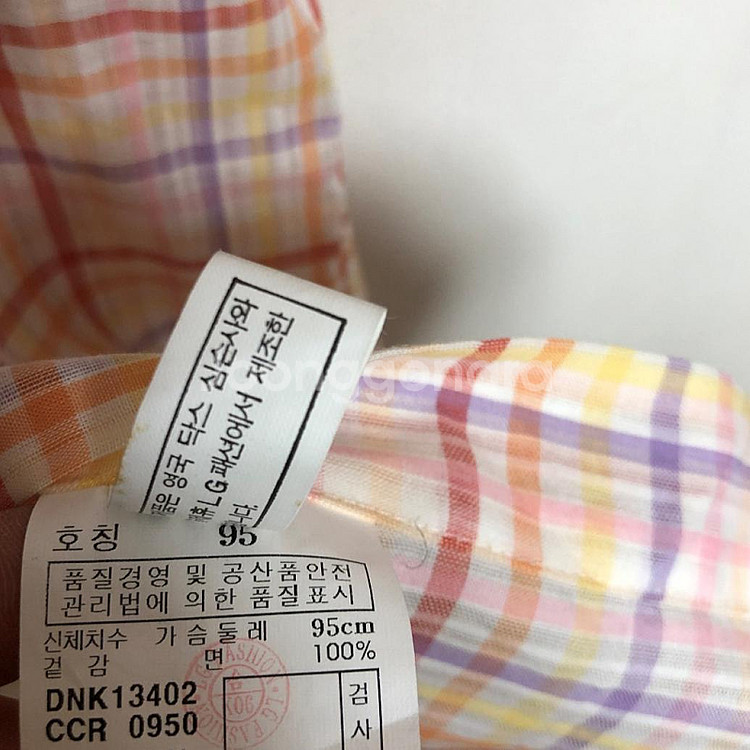 영국 닥스 심슨사와
LG패션에서 제조한
호칭 95
품질경영 및 공산품안전
관리법에 의한 품질표시
신체치수 가슴둘레 95cm
겉감 면 100%
DNK13402
CCR 0950
검
사
joonggonara